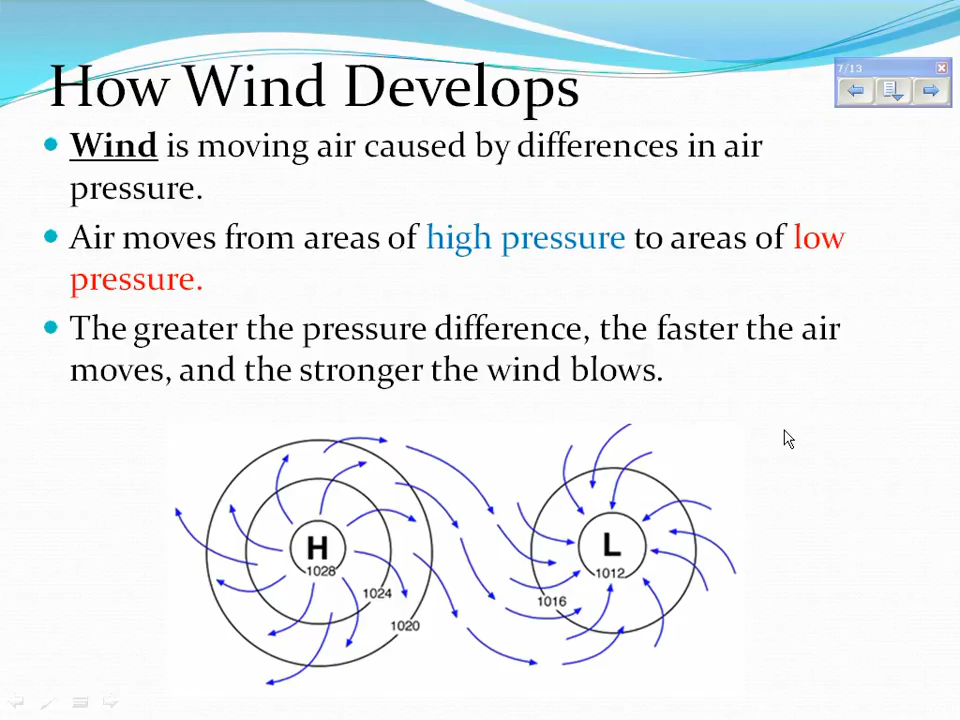 How Wind Develops
7/13
Wind is moving air caused by differences in air
pressure.
Air moves from areas of high pressure to areas of low
pressure.
The greater the pressure difference, the faster the air
moves, and the stronger the wind blows.
H
1028
1024
1020
L
1012
1016